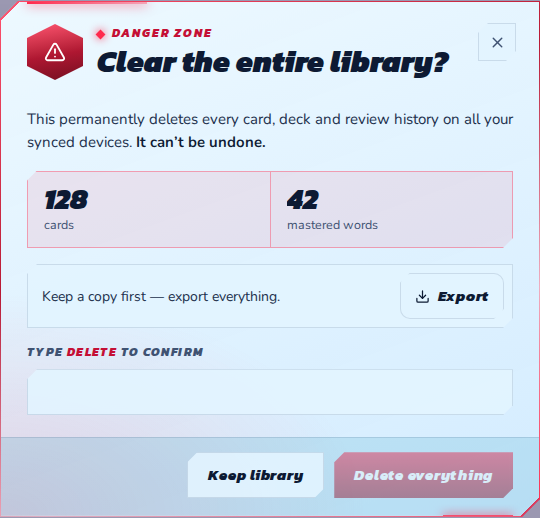 DANGER ZONE
Clear the entire library?
This permanently deletes every card, deck and review history on all your
synced devices. It can’t be undone.
128
cards
42
mastered words
Keep a copy first — export everything.
Export
TYPE DELETE TO CONFIRM
Keep library
Delete everything